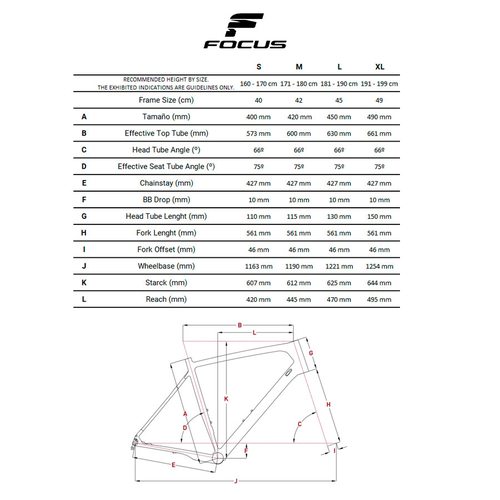 FOCUS
S M L XL
RECOMMENDED HEIGHT BY SIZE.
THE EXHIBITED INDICATIONS ARE GUIDELINES ONLY. 160 - 170 cm 171 - 180 cm 181 - 190 cm 191 - 199 cm
Frame Size (cm) 40 42 45 49
A Tamaño (mm) 400 mm 420 mm 450 mm 490 mm
B Effective Top Tube (mm) 573 mm 600 mm 630 mm 661 mm
C Head Tube Angle (º) 66º 66º 66º 66º
D Effective Seat Tube Angle (º) 75º 75º 75º 75º
E Chainstay (mm) 427 mm 427 mm 427 mm 427 mm
F BB Drop (mm) 10 mm 10 mm 10 mm 10 mm
G Head Tube Lenght (mm) 110 mm 115 mm 130 mm 150 mm
H Fork Lenght (mm) 561 mm 561 mm 561 mm 561 mm
I Fork Offset (mm) 46 mm 46 mm 46 mm 46 mm
J Wheelbase (mm) 1163 mm 1190 mm 1221 mm 1254 mm
K Starck (mm) 607 mm 612 mm 625 mm 644 mm
L Reach (mm) 420 mm 445 mm 470 mm 495 mm
B
L
G
K
H
A
D
C
F
I
E
J